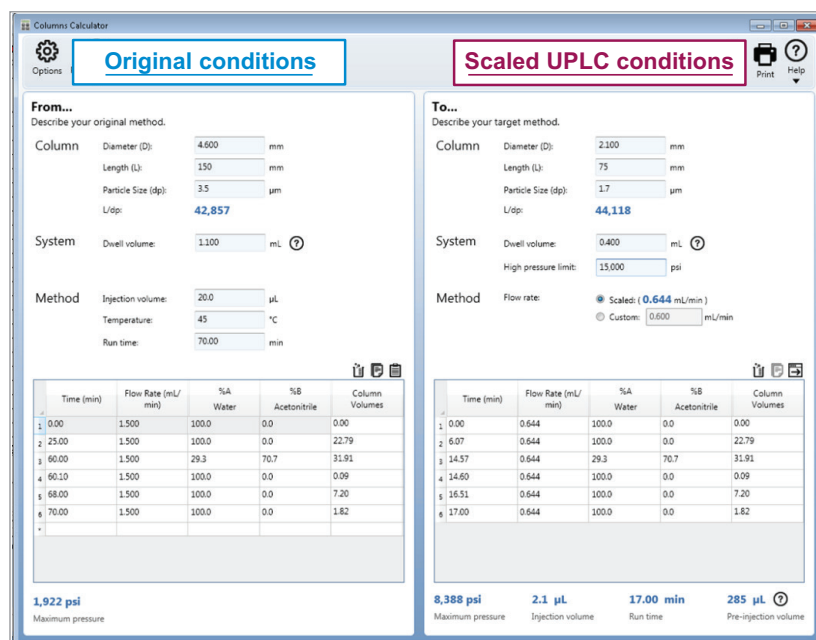 Columns Calculator
Options
Original conditions
Scaled UPLC conditions
Print
Help
From...
Describe your original method.
Column
Diameter (D): 4.600 mm
Length (L): 150 mm
Particle Size (dp): 3.5 µm
L/dp: 42,857
System
Dwell volume: 1.100 mL ?
Method
Injection volume: 20.0 µL
Temperature: 45 °C
Run time: 70.00 min
Time (min) Flow Rate (mL/min) %A Water %B Acetonitrile Column Volumes
1 0.00 1.500 100.0 0.0 0.00
2 25.00 1.500 100.0 0.0 22.79
3 60.00 1.500 29.3 70.7 31.91
4 60.10 1.500 100.0 0.0 0.09
5 68.00 1.500 100.0 0.0 7.20
6 70.00 1.500 100.0 0.0 1.82
1,922 psi
Maximum pressure
To...
Describe your target method.
Column
Diameter (D): 2.100 mm
Length (L): 75 mm
Particle Size (dp): 1.7 µm
L/dp: 44,118
System
Dwell volume: 0.400 mL ?
High pressure limit: 15,000 psi
Method
Flow rate: Scaled: ( 0.644 mL/min )
Custom: 0.600 mL/min
Time (min) Flow Rate (mL/min) %A Water %B Acetonitrile Column Volumes
1 0.00 0.644 100.0 0.0 0.00
2 6.07 0.644 100.0 0.0 22.79
3 14.57 0.644 29.3 70.7 31.91
4 14.60 0.644 100.0 0.0 0.09
5 16.51 0.644 100.0 0.0 7.20
6 17.00 0.644 100.0 0.0 1.82
8,388 psi 2.1 µL 17.00 min 285 µL ?
Maximum pressure Injection volume Run time Pre-injection volume